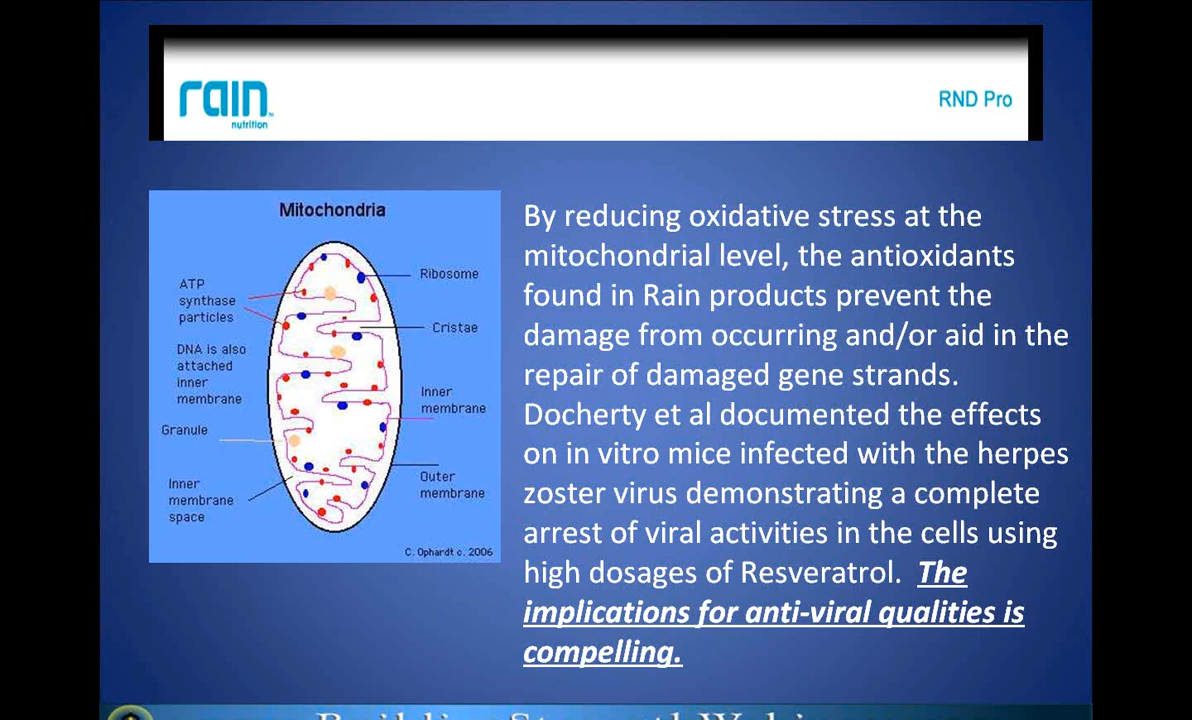 rain
nutrition
RND Pro
Mitochondria
ATP
synthase
particles
DNA is also
attached
inner
membrane
Granule
Inner
membrane
space
Ribosome
Cristae
Inner
membrane
Outer
membrane
C. Ophardt c. 2006
By reducing oxidative stress at the
mitochondrial level, the antioxidants
found in Rain products prevent the
damage from occurring and/or aid in the
repair of damaged gene strands.
Docherty et al documented the effects
on in vitro mice infected with the herpes
zoster virus demonstrating a complete
arrest of viral activities in the cells using
high dosages of Resveratrol. The
implications for anti-viral qualities is
compelling.